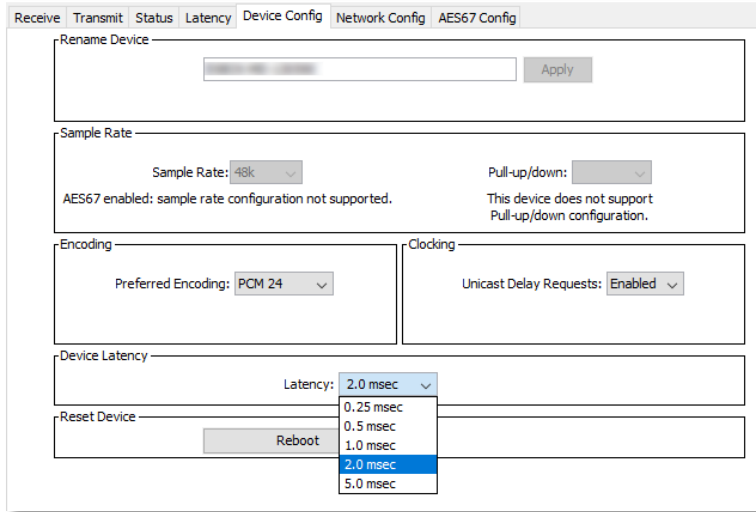 Receive Transmit Status Latency Device Config Network Config AES67 Config
Rename Device
Apply
Sample Rate
Sample Rate: 48k
Pull-up/down:
AES67 enabled: sample rate configuration not supported.
This device does not support
Pull-up/down configuration.
Encoding
Preferred Encoding: PCM 24
Clocking
Unicast Delay Requests: Enabled
Device Latency
Latency: 2.0 msec
0.25 msec
0.5 msec
1.0 msec
2.0 msec
5.0 msec
Reset Device
Reboot